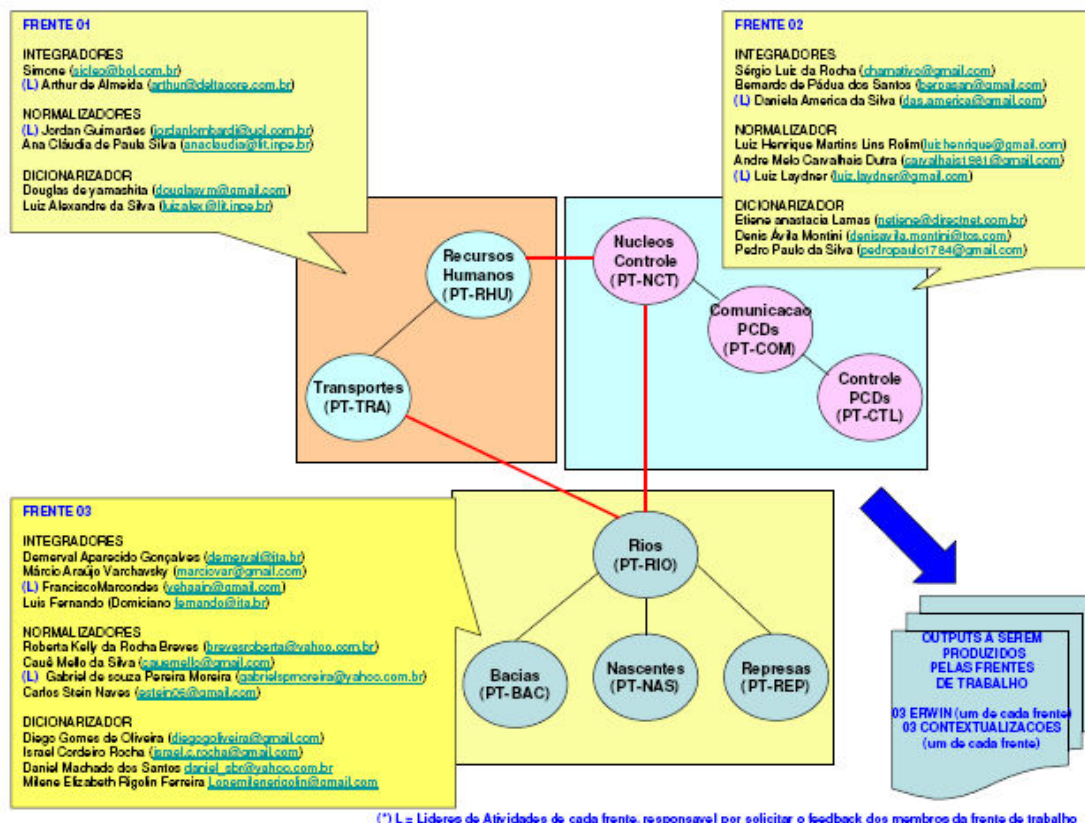 FRENTE 01
INTEGRADORES
Simone (sicleo@bol.com.br)
(L) Arthur de Almeida (arthur@deltacore.com.br)
NORMALIZADORES
(L) Jordan Guimarães (jordanlombardi@uol.com.br)
Ana Cláudia de Paula Silva (anaclaudia@lit.inpe.br)
DICIONARIZADOR
Douglas de yamashita (douglasym@gmail.com)
Luiz Alexandre da Silva (luizalex@lit.inpe.br)
FRENTE 02
INTEGRADORES
Sérgio Luiz da Rocha (chamativo@gmail.com)
Bernardo de Pádua dos Santos (berpasan@gmail.com)
(L) Daniela America da Silva (das.america@gmail.com)
NORMALIZADOR
Luiz Henrique Martins Lins Rolim(luizhenrique@gmail.com)
Andre Melo Carvalhais Dutra (carvalhais1981@gmail.com)
(L) Luiz Laydner (luiz.laydner@gmail.com)
DICIONARIZADOR
Etiene anastacia Lamas (netiene@directnet.com.br)
Denis Ávila Montini (denisavila.montini@tcs.com)
Pedro Paulo da Silva (pedropaulo1784@gmail.com)
Recursos
Humanos
(PT-RHU)
Nucleos
Controle
(PT-NCT)
Comunicacao
PCDs
(PT-COM)
Transportes
(PT-TRA)
Controle
PCDs
(PT-CTL)
FRENTE 03
INTEGRADORES
Demerval Aparecido Gonçalves (demerval@ita.br)
Márcio Araújo Varchavsky (marciovar@gmail.com)
(L) FranciscoMarcondes
Luis Fernando (Domiciano fernando@ita.br)
NORMALIZADORES
Roberta Kelly da Rocha Breves (brevesroberta@yahoo.com.br)
Cauê Mello da Silva (cauemello@gmail.com)
(L) Gabriel de souza Pereira Moreira (gabrielspmoreira@yahoo.com.br)
Carlos Stein Naves
DICIONARIZADOR
Diego Gomes de Oliveira (diegogoliveira@gmail.com)
Israel Cordeiro Rocha (israel.c.rocha@gmail.com)
Daniel Machado dos Santos daniel_sbr@yahoo.com.br
Milene Elizabeth Rigolin Ferreira Lopemilenerigolin@gmail.com
Rios
(PT-RIO)
Bacias
(PT-BAC)
Nascentes
(PT-NAS)
Represas
(PT-REP)
OUTPUTS A SEREM
PRODUZIDOS
PELAS FRENTES
DE TRABALHO
03 ERWIN (um de cada frente)
03 CONTEXTUALIZACOES
(um de cada frente)
(*) L = Lideres de Atividades de cada frente, responsavel por solicitar o feedback dos membros da frente de trabalho